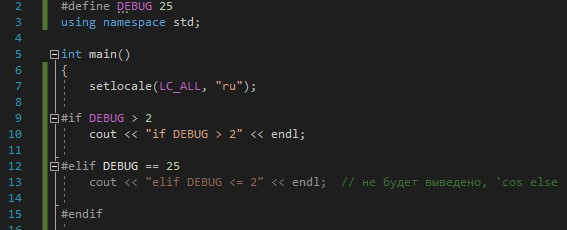 2 #define DEBUG 25
3 using namespace std;
4
5 int main()
6 {
7 setlocale(LC_ALL, "ru");
8
9 #if DEBUG > 2
10 cout << "if DEBUG > 2" << endl;
11
12 #elif DEBUG == 25
13 cout << "elif DEBUG <= 2" << endl; // не будет выведено, 'cos else
14
15 #endif
16